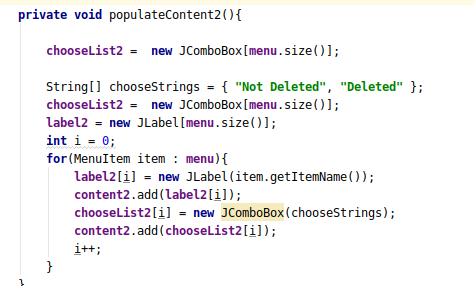 private void populateContent2(){
chooseList2 =  new JComboBox[menu.size()];
String[] chooseStrings = { "Not Deleted", "Deleted" };
chooseList2 =  new JComboBox[menu.size()];
label2 = new JLabel[menu.size()];
int i = 0;
for(MenuItem item : menu){
label2[i] = new JLabel(item.getItemName());
content2.add(label2[i]);
chooseList2[i] = new JComboBox(chooseStrings);
content2.add(chooseList2[i]);
i++;
}
}